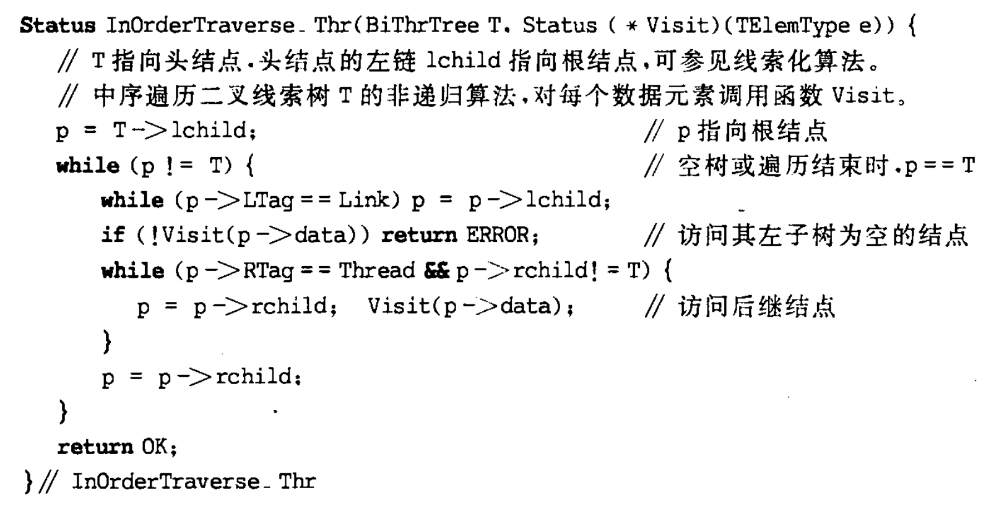 Status InOrderTraverse_Thr(BiThrTree T, Status ( * Visit)(TElemType e)) {
// T指向头结点,头结点的左链 lchild 指向根结点,可参见线索化算法。
// 中序遍历二叉线索树 T 的非递归算法,对每个数据元素调用函数 Visit。
p = T->lchild; // p指向根结点
while (p != T) { // 空树或遍历结束时,p==T
while (p->LTag==Link) p = p->lchild;
if (!Visit(p->data)) return ERROR; // 访问其左子树为空的结点
while (p->RTag==Thread && p->rchild!=T) {
p = p->rchild; Visit(p->data); // 访问后继结点
}
p = p->rchild;
}
return OK;
}// InOrderTraverse_Thr